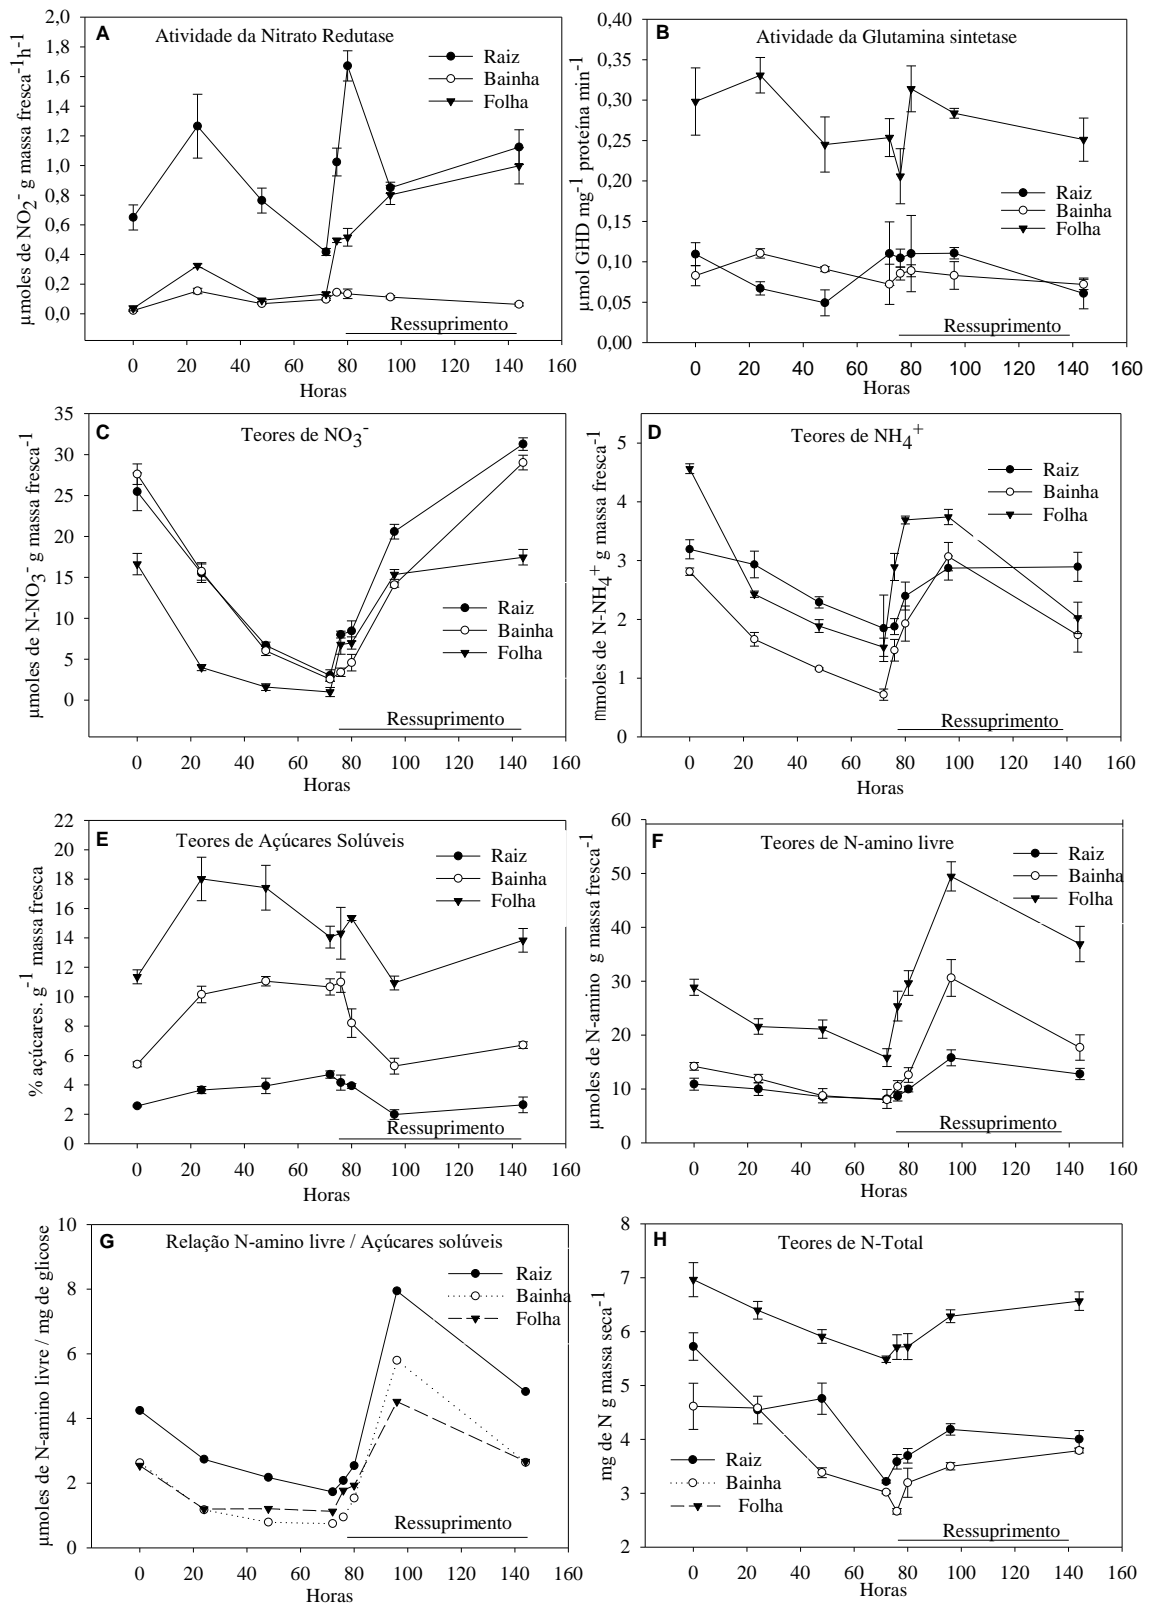 A
Atividade da Nitrato Redutase
Raiz
Bainha
Folha
µmoles de NO2- g massa fresca-1h-1
2,0
1,8
1,6
1,4
1,2
1,0
0,8
0,6
0,4
0,2
0,0
Ressuprimento
0 20 40 60 80 100 120 140 160
Horas
B
Atividade da Glutamina sintetase
Raiz
Bainha
Folha
µmol GHD mg-1 proteína min-1
0,40
0,35
0,30
0,25
0,20
0,15
0,10
0,05
0,00
Ressuprimento
0 20 40 60 80 100 120 140 160
Horas
C
Teores de NO3-
Raiz
Bainha
Folha
µmoles de N-NO3- g massa fresca-1
35
30
25
20
15
10
5
0
Ressuprimento
0 20 40 60 80 100 120 140 160
Horas
D
Teores de NH4+
Raiz
Bainha
Folha
mmoles de N-NH4+ g massa fresca-1
5
4
3
2
1
0
Ressuprimento
0 20 40 60 80 100 120 140 160
Horas
E
Teores de Açúcares Solúveis
Raiz
Bainha
Folha
% açúcares. g-1 massa fresca
22
20
18
16
14
12
10
8
6
4
2
0
Ressuprimento
0 20 40 60 80 100 120 140 160
Horas
F
Teores de N-amino livre
Raiz
Bainha
Folha
µmoles de N-amino g massa fresca-1
60
50
40
30
20
10
0
Ressuprimento
0 20 40 60 80 100 120 140 160
Horas
G
Relação N-amino livre / Açúcares solúveis
Raiz
Bainha
Folha
µmoles de N-amino livre / mg de glicose
10
8
6
4
2
0
Ressuprimento
0 20 40 60 80 100 120 140 160
Horas
H
Teores de N-Total
Raiz
Bainha
Folha
mg de N g massa seca-1
8
7
6
5
4
3
2
Ressuprimento
0 20 40 60 80 100 120 140 160
Horas